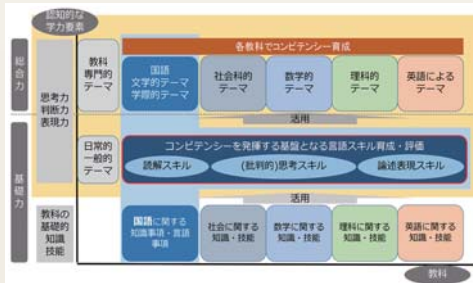 認知的な
学力要素
総合力
思考力
判断力
表現力
教科
専門的
テーマ
各教科でコンピテンシー育成
国語
文学的テーマ
学際的テーマ
社会科的
テーマ
数学的
テーマ
理科的
テーマ
英語による
テーマ
活用
基礎力
日常的
一般的
テーマ
コンピテンシーを発揮する基盤となる言語スキル育成・評価
読解スキル
(批判的)思考スキル
論述表現スキル
活用
教科の
基礎的
知識
技能
国語に関する
知識事項・言語
事項
社会に関する
知識・技能
数学に関する
知識・技能
理科に関する
知識・技能
英語に関する
知識・技能
教科